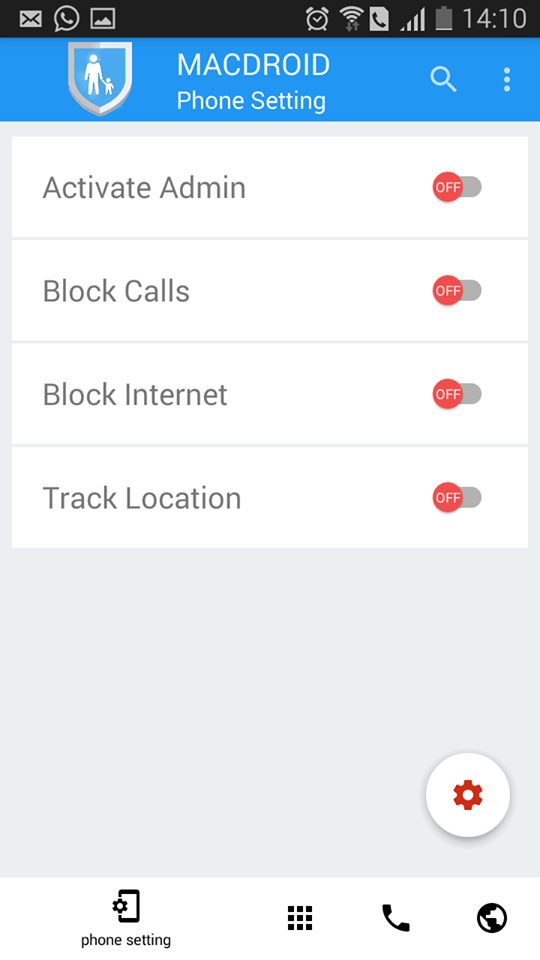 14:10
MACDROID
Phone Setting
Activate Admin
OFF
Block Calls
OFF
Block Internet
OFF
Track Location
OFF
phone setting